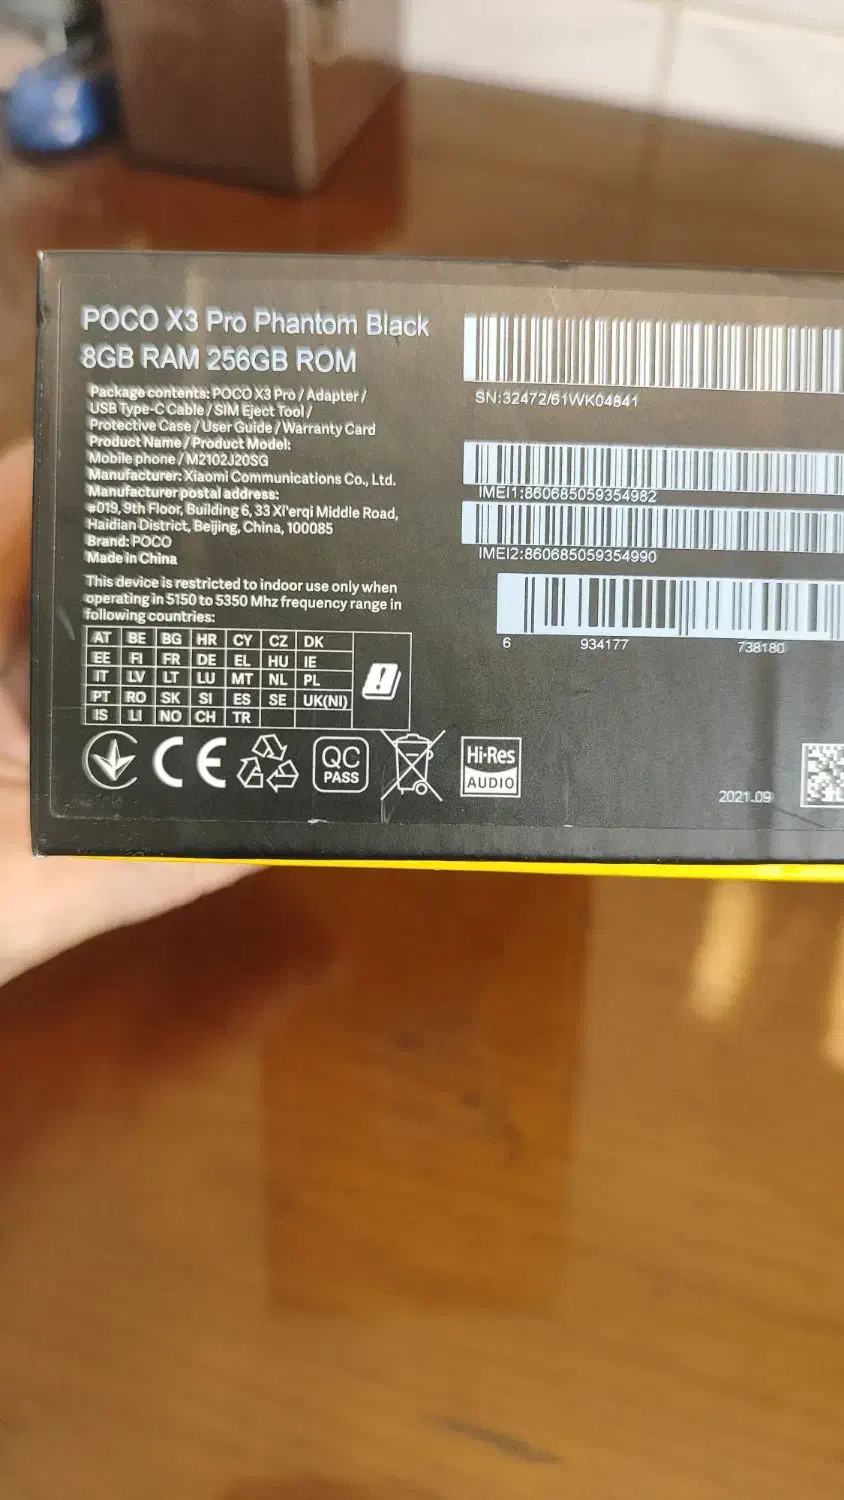 POCO X3 Pro Phantom Black
8GB RAM 256GB ROM
Package contents: POCO X3 Pro / Adapter /
USB Type-C Cable / SIM Eject Tool /
Protective Case / User Guide / Warranty Card
Product Name / Product Model:
Mobile phone / M2102J20SG
Manufacturer: Xiaomi Communications Co., Ltd.
Manufacturer postal address:
#019, 9th Floor, Building 6, 33 Xi'erqi Middle Road,
Haidian District, Beijing, China, 100085
Brand: POCO
Made in China
This device is restricted to indoor use only when
operating in 5150 to 5350 Mhz frequency range in
following countries:
AT BE BG HR CY CZ DK
EE FI FR DE EL HU IE
IT LV LT LU MT NL PL
PT RO SK SI ES SE UK(NI)
IS LI NO CH TR
CE
QC
PASS
Hi-Res
AUDIO
SN:32472/61WK04841
IMEI1:860685059354982
IMEI2:860685059354990
6 934177 738180
2021.09